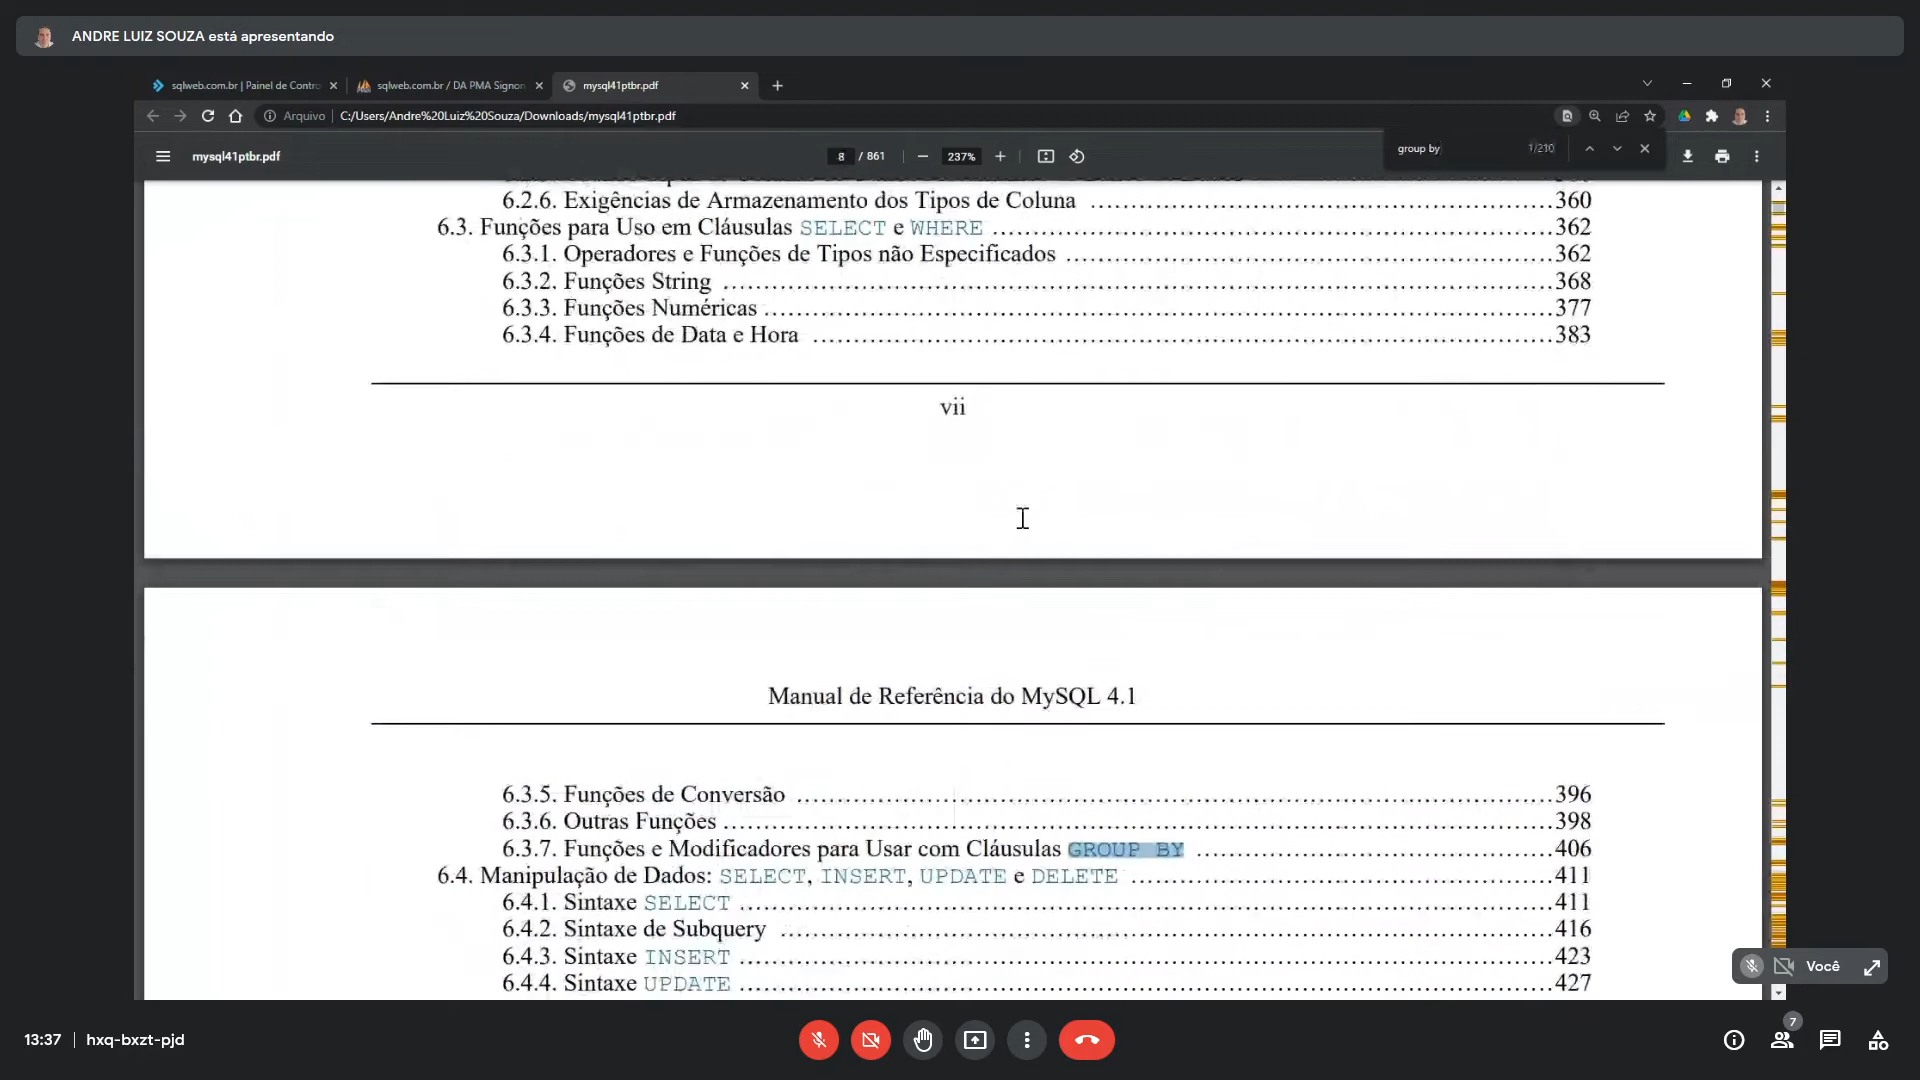 ANDRE LUIZ SOUZA está apresentando
sqlweb.com.br | Painel de Contro
sqlweb.com.br / DA PMA Signon
mysql41ptbr.pdf
Arquivo
C:/Users/Andre%20Luiz%20Souza/Downloads/mysql41ptbr.pdf
mysql41ptbr.pdf
8 / 861
237%
group by
1/210
6.2.6. Exigências de Armazenamento dos Tipos de Coluna ........ 360
6.3. Funções para Uso em Cláusulas SELECT e WHERE ........ 362
6.3.1. Operadores e Funções de Tipos não Especificados ........ 362
6.3.2. Funções String ........ 368
6.3.3. Funções Numéricas ........ 377
6.3.4. Funções de Data e Hora ........ 383
vii
Manual de Referência do MySQL 4.1
6.3.5. Funções de Conversão ........ 396
6.3.6. Outras Funções ........ 398
6.3.7. Funções e Modificadores para Usar com Cláusulas GROUP BY ........ 406
6.4. Manipulação de Dados: SELECT, INSERT, UPDATE e DELETE ........ 411
6.4.1. Sintaxe SELECT ........ 411
6.4.2. Sintaxe de Subquery ........ 416
6.4.3. Sintaxe INSERT ........ 423
6.4.4. Sintaxe UPDATE ........ 427
Você
13:37 | hxq-bxzt-pjd
7